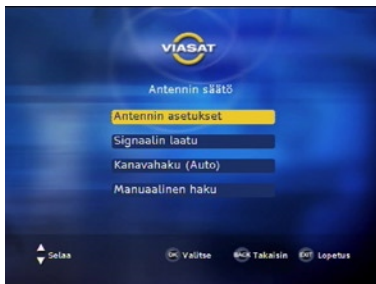 VIASAT
Antennin säätö
Antennin asetukset
Signaalin laatu
Kanavahaku (Auto)
Manuaalinen haku
Selaa OK Valitse BACK Takaisin EXIT Lopetus